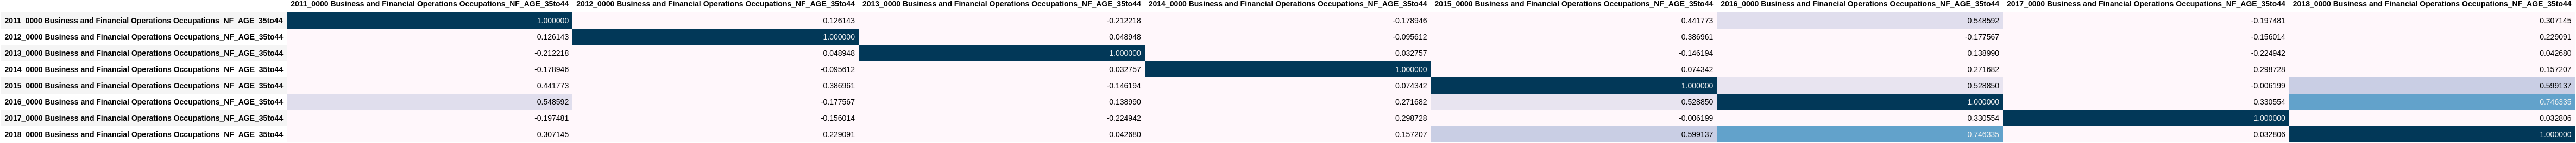 2011_0000 Business and Financial Operations Occupations_NF_AGE_35to44 2012_0000 Business and Financial Operations Occupations_NF_AGE_35to44 2013_0000 Business and Financial Operations Occupations_NF_AGE_35to44 2014_0000 Business and Financial Operations Occupations_NF_AGE_35to44 2015_0000 Business and Financial Operations Occupations_NF_AGE_35to44 2016_0000 Business and Financial Operations Occupations_NF_AGE_35to44 2017_0000 Business and Financial Operations Occupations_NF_AGE_35to44 2018_0000 Business and Financial Operations Occupations_NF_AGE_35to44
2011_0000 Business and Financial Operations Occupations_NF_AGE_35to44 1.000000 0.126143 -0.212218 -0.178946 0.441773 0.548592 -0.197481 0.307145
2012_0000 Business and Financial Operations Occupations_NF_AGE_35to44 0.126143 1.000000 0.048948 -0.095612 0.386961 -0.177567 -0.156014 0.229091
2013_0000 Business and Financial Operations Occupations_NF_AGE_35to44 -0.212218 0.048948 1.000000 0.032757 -0.146194 0.138990 -0.224942 0.042680
2014_0000 Business and Financial Operations Occupations_NF_AGE_35to44 -0.178946 -0.095612 0.032757 1.000000 0.074342 0.271682 0.298728 0.157207
2015_0000 Business and Financial Operations Occupations_NF_AGE_35to44 0.441773 0.386961 -0.146194 0.074342 1.000000 0.528850 -0.006199 0.599137
2016_0000 Business and Financial Operations Occupations_NF_AGE_35to44 0.548592 -0.177567 0.138990 0.271682 0.528850 1.000000 0.330554 0.746335
2017_0000 Business and Financial Operations Occupations_NF_AGE_35to44 -0.197481 -0.156014 -0.224942 0.298728 -0.006199 0.330554 1.000000 0.032806
2018_0000 Business and Financial Operations Occupations_NF_AGE_35to44 0.307145 0.229091 0.042680 0.157207 0.599137 0.746335 0.032806 1.000000